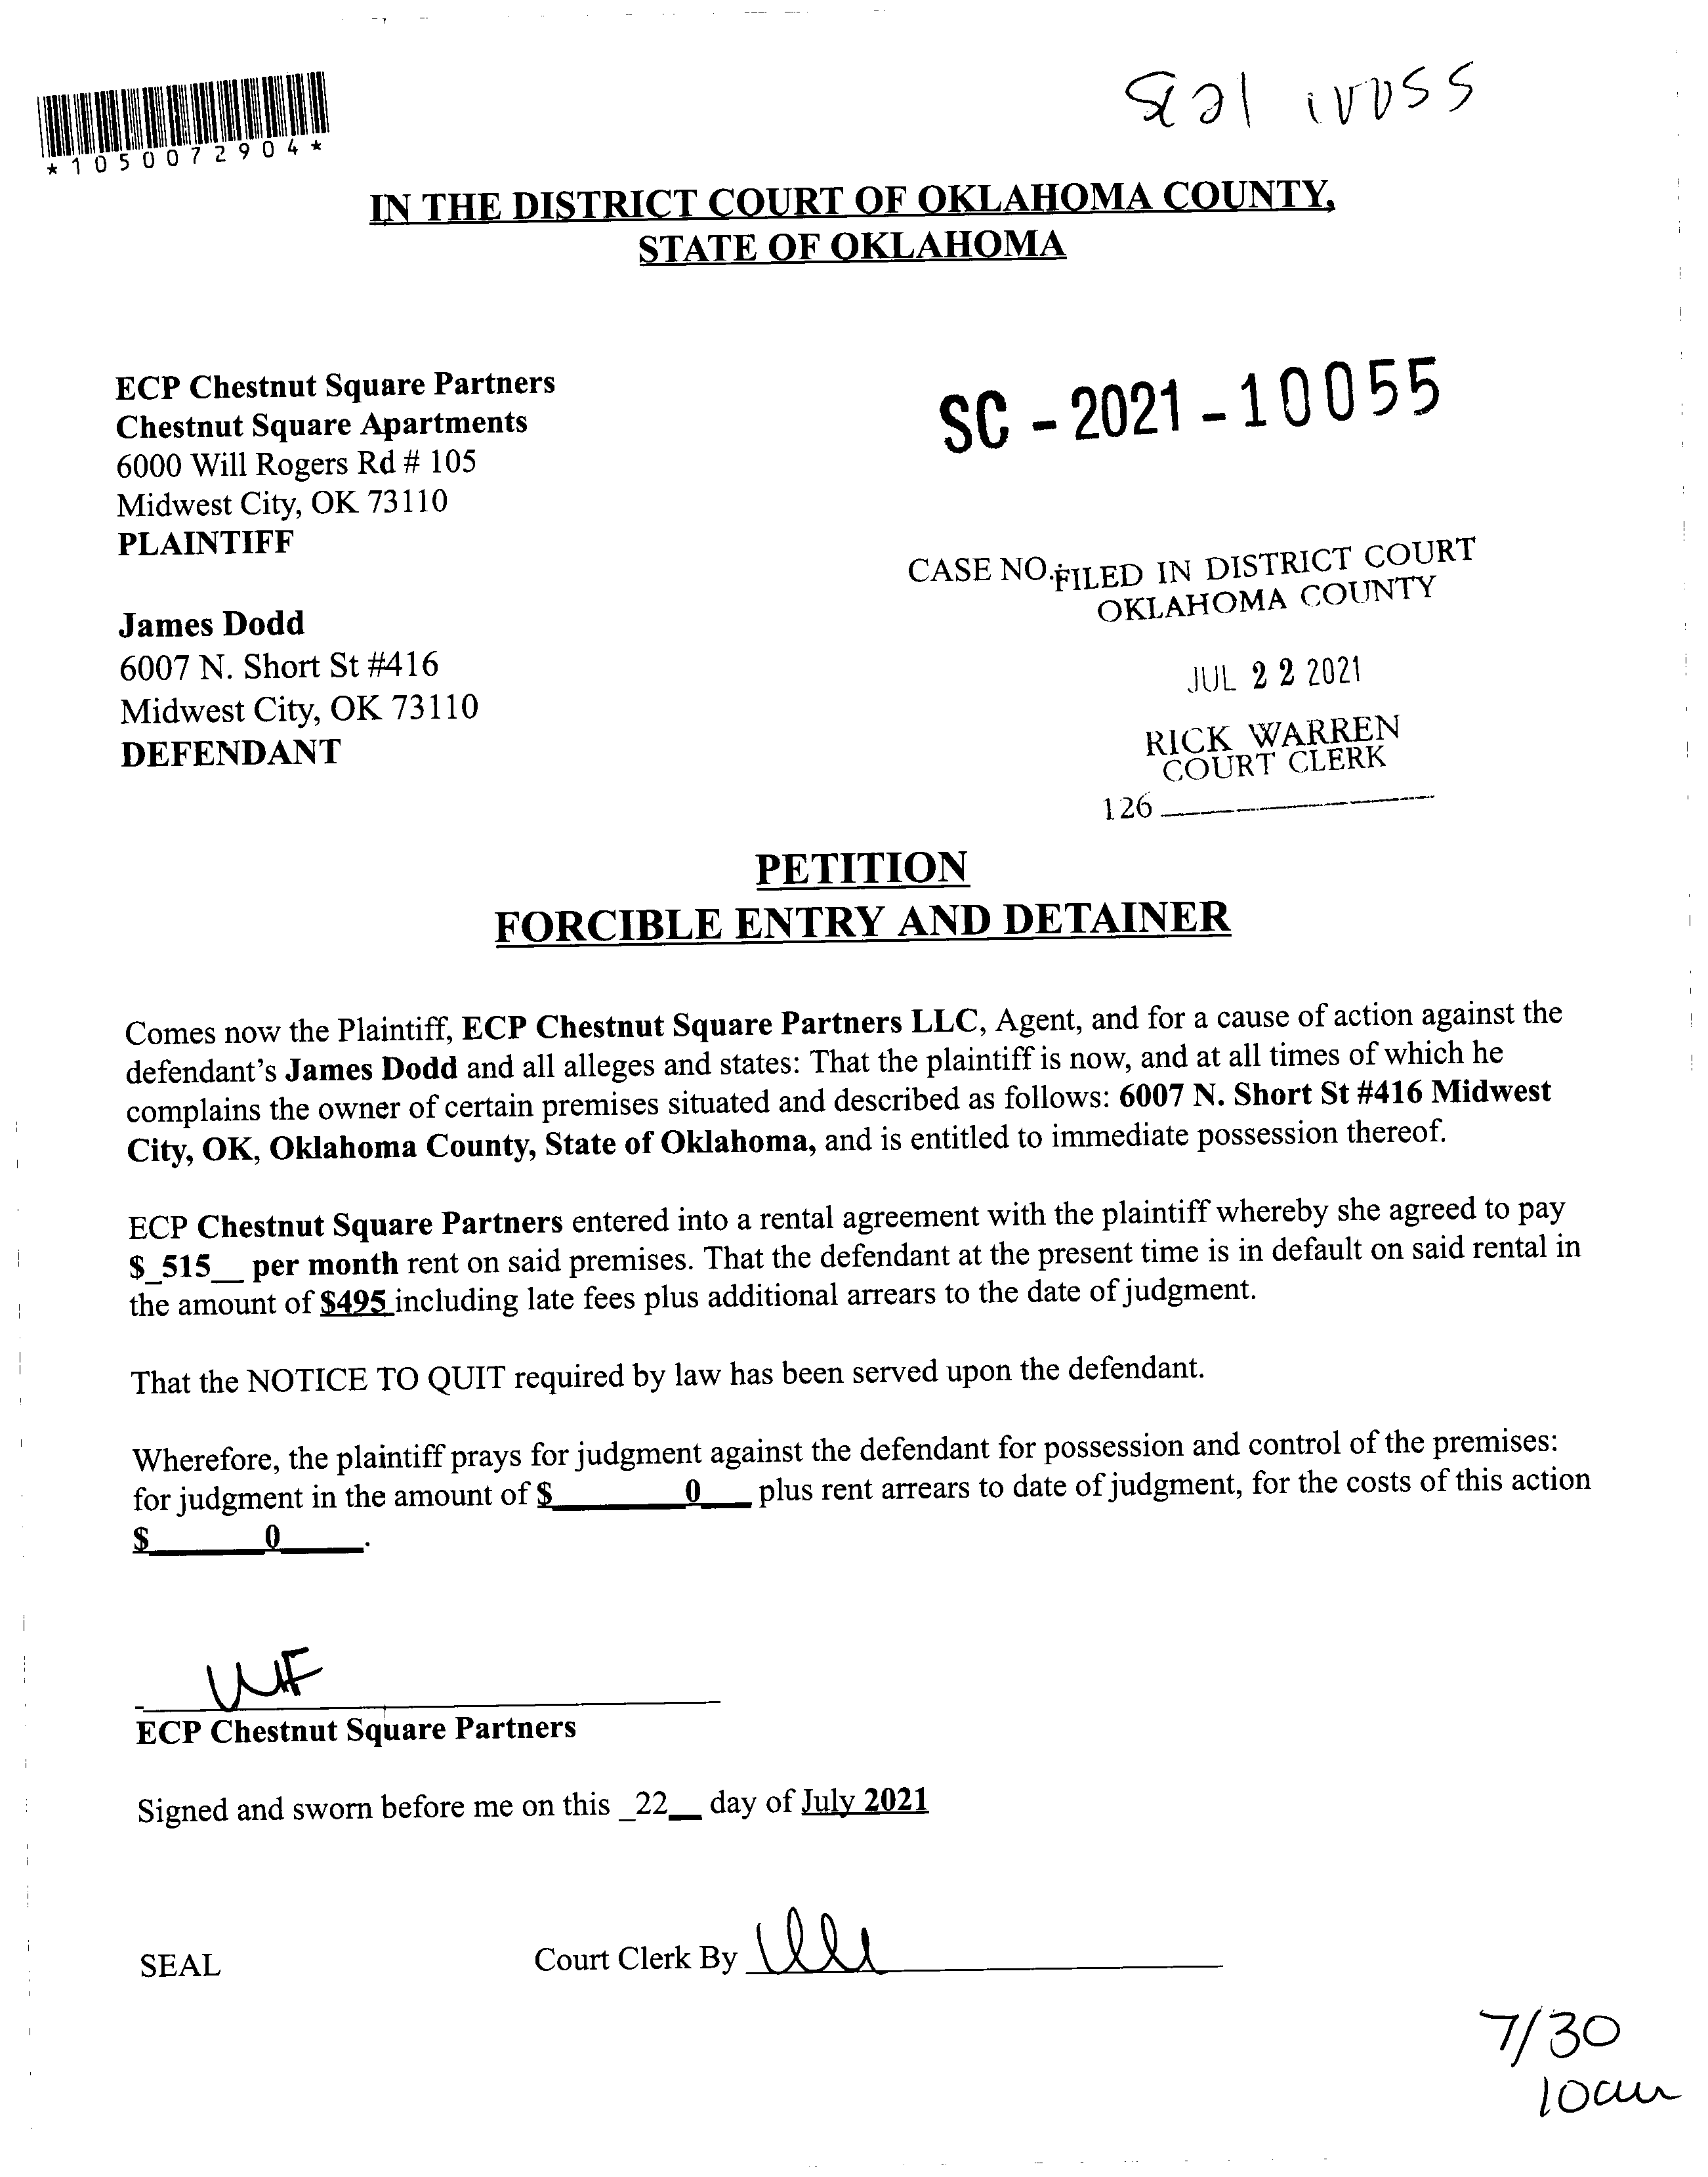 *1050072904*
IN THE DISTRICT COURT OF OKLAHOMA COUNTY,
STATE OF OKLAHOMA
ECP Chestnut Square Partners
Chestnut Square Apartments
6000 Will Rogers Rd # 105
Midwest City, OK 73110
PLAINTIFF
SC - 2021 - 10055
CASE NO.
FILED IN DISTRICT COURT
OKLAHOMA COUNTY
JUL 22 2021
RICK WARREN
COURT CLERK
126
James Dodd
6007 N. Short St #416
Midwest City, OK 73110
DEFENDANT
PETITION
FORCIBLE ENTRY AND DETAINER
Comes now the Plaintiff, ECP Chestnut Square Partners LLC, Agent, and for a cause of action against the
defendant's James Dodd and all alleges and states: That the plaintiff is now, and at all times of which he
complains the owner of certain premises situated and described as follows: 6007 N. Short St #416 Midwest
City, OK, Oklahoma County, State of Oklahoma, and is entitled to immediate possession thereof.
ECP Chestnut Square Partners entered into a rental agreement with the plaintiff whereby she agreed to pay
$_515__ per month rent on said premises. That the defendant at the present time is in default on said rental in
the amount of $495 including late fees plus additional arrears to the date of judgment.
That the NOTICE TO QUIT required by law has been served upon the defendant.
Wherefore, the plaintiff prays for judgment against the defendant for possession and control of the premises:
for judgment in the amount of $________0___ plus rent arrears to date of judgment, for the costs of this action
$_______0_____.
ECP Chestnut Square Partners
Signed and sworn before me on this _22__ day of July 2021
SEAL
Court Clerk By
7/30
10am